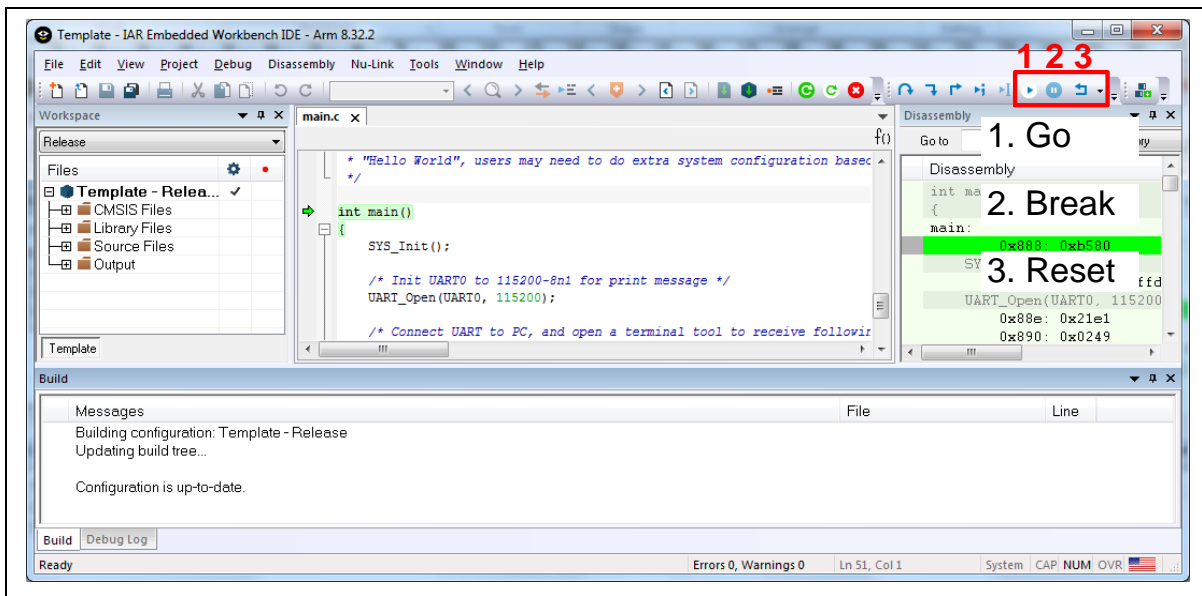 Template - IAR Embedded Workbench IDE - Arm 8.32.2
File Edit View Project Debug Disassembly Nu-Link Tools Window Help
1 2 3
Workspace
main.c
Disassembly
Release
f()
Go to
1. Go
Files
* "Hello World", users may need to do extra system configuration based
*/
Disassembly
Template - Relea...
int ma
CMSIS Files
int main()
{
2. Break
Library Files
{
main:
Source Files
SYS_Init();
0x888: 0xb580
Output
SY
3. Reset
ffd
/* Init UART0 to 115200-8n1 for print message */
UART_Open(UART0, 115200);
UART_Open(UART0, 115200
0x88e: 0x21e1
/* Connect UART to PC, and open a terminal tool to receive followin
0x890: 0x0249
Template
Build
Messages File Line
Building configuration: Template - Release
Updating build tree...
Configuration is up-to-date.
Build Debug Log
Ready Errors 0, Warnings 0 Ln 51, Col 1 System CAP NUM OVR